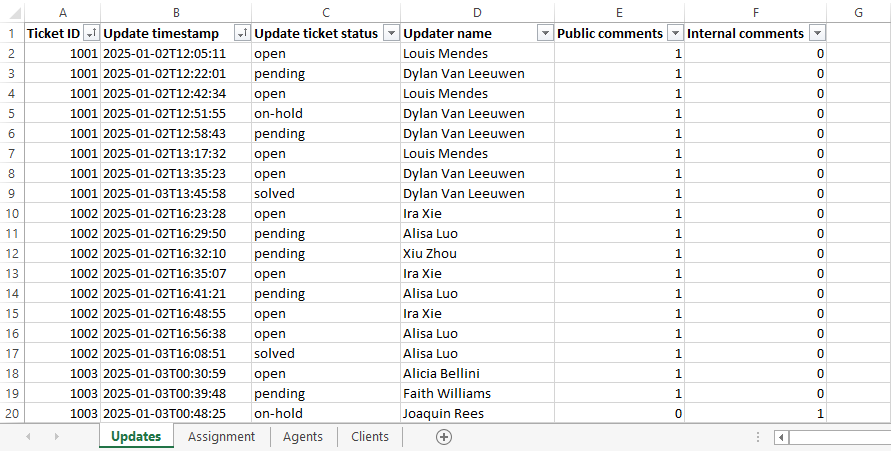 A B C D E F G
1 Ticket ID Update timestamp Update ticket status Updater name Public comments Internal comments
2 1001 2025-01-02T12:05:11 open Louis Mendes 1 0
3 1001 2025-01-02T12:22:01 pending Dylan Van Leeuwen 1 0
4 1001 2025-01-02T12:42:34 open Louis Mendes 1 0
5 1001 2025-01-02T12:51:55 on-hold Dylan Van Leeuwen 1 0
6 1001 2025-01-02T12:58:43 pending Dylan Van Leeuwen 1 0
7 1001 2025-01-02T13:17:32 open Louis Mendes 1 0
8 1001 2025-01-02T13:35:23 open Dylan Van Leeuwen 1 0
9 1001 2025-01-03T13:45:58 solved Dylan Van Leeuwen 1 0
10 1002 2025-01-02T16:23:28 open Ira Xie 1 0
11 1002 2025-01-02T16:29:50 pending Alisa Luo 1 0
12 1002 2025-01-02T16:32:10 pending Xiu Zhou 1 0
13 1002 2025-01-02T16:35:07 open Ira Xie 1 0
14 1002 2025-01-02T16:41:21 pending Alisa Luo 1 0
15 1002 2025-01-02T16:48:55 open Ira Xie 1 0
16 1002 2025-01-02T16:56:38 open Alisa Luo 1 0
17 1002 2025-01-03T16:08:51 solved Alisa Luo 1 0
18 1003 2025-01-03T00:30:59 open Alicia Bellini 1 0
19 1003 2025-01-03T00:39:48 pending Faith Williams 1 0
20 1003 2025-01-03T00:48:25 on-hold Joaquin Rees 0 1
Updates Assignment Agents Clients